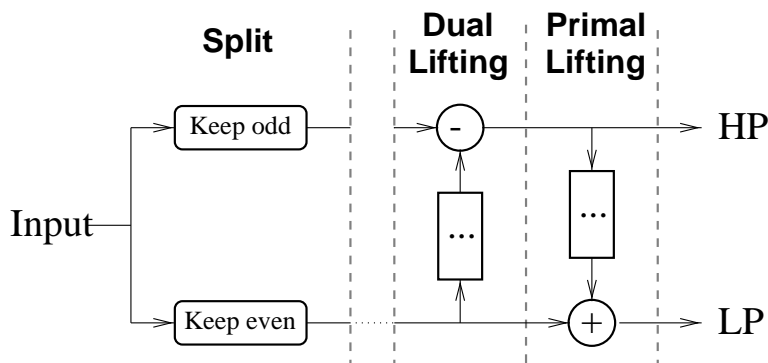 Split
Dual
Lifting
Primal
Lifting
Keep odd
-
HP
...
...
Input
Keep even
+
LP